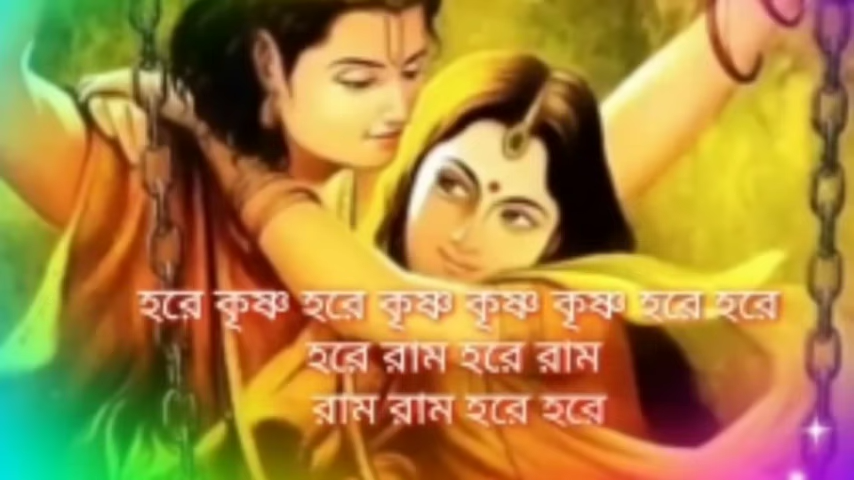 হরে কৃষ্ণ হরে কৃষ্ণ কৃষ্ণ কৃষ্ণ হরে হরে
হরে রাম হরে রাম
রাম রাম হরে হরে